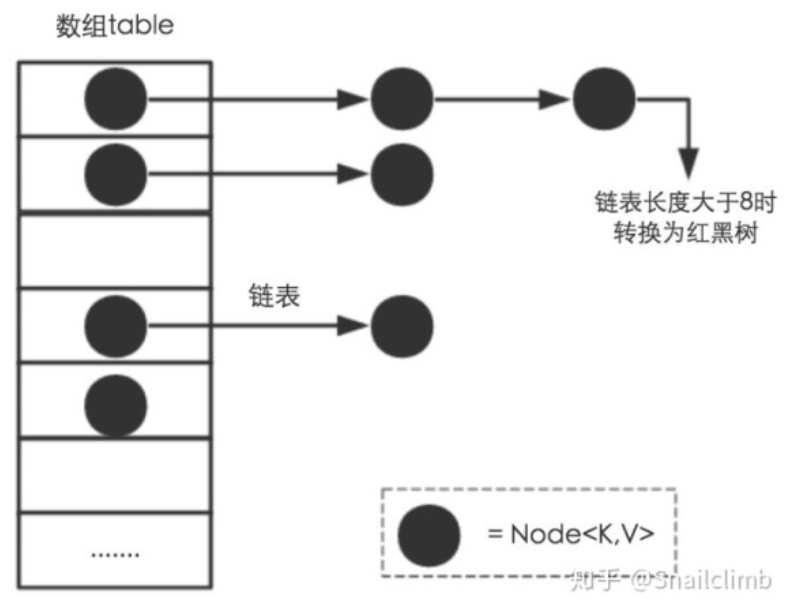 数组table
链表长度大于8时
转换为红黑树
链表
.......
= Node<K,V>
知乎 @Snailclimb